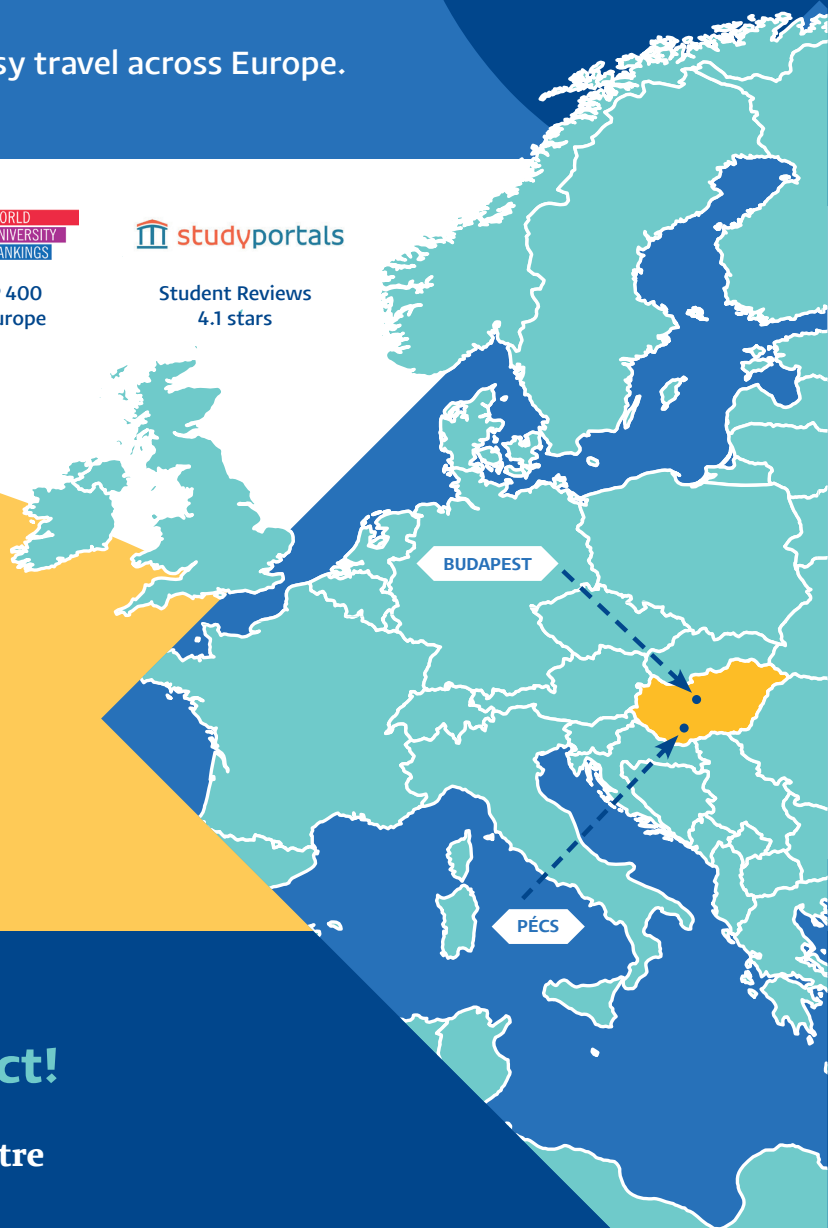 sy travel across Europe.
ORLD
NIVERSITY
ANKINGS
studyportals
400
urope
Student Reviews
4.1 stars
BUDAPEST
PÉCS
ct!
tre